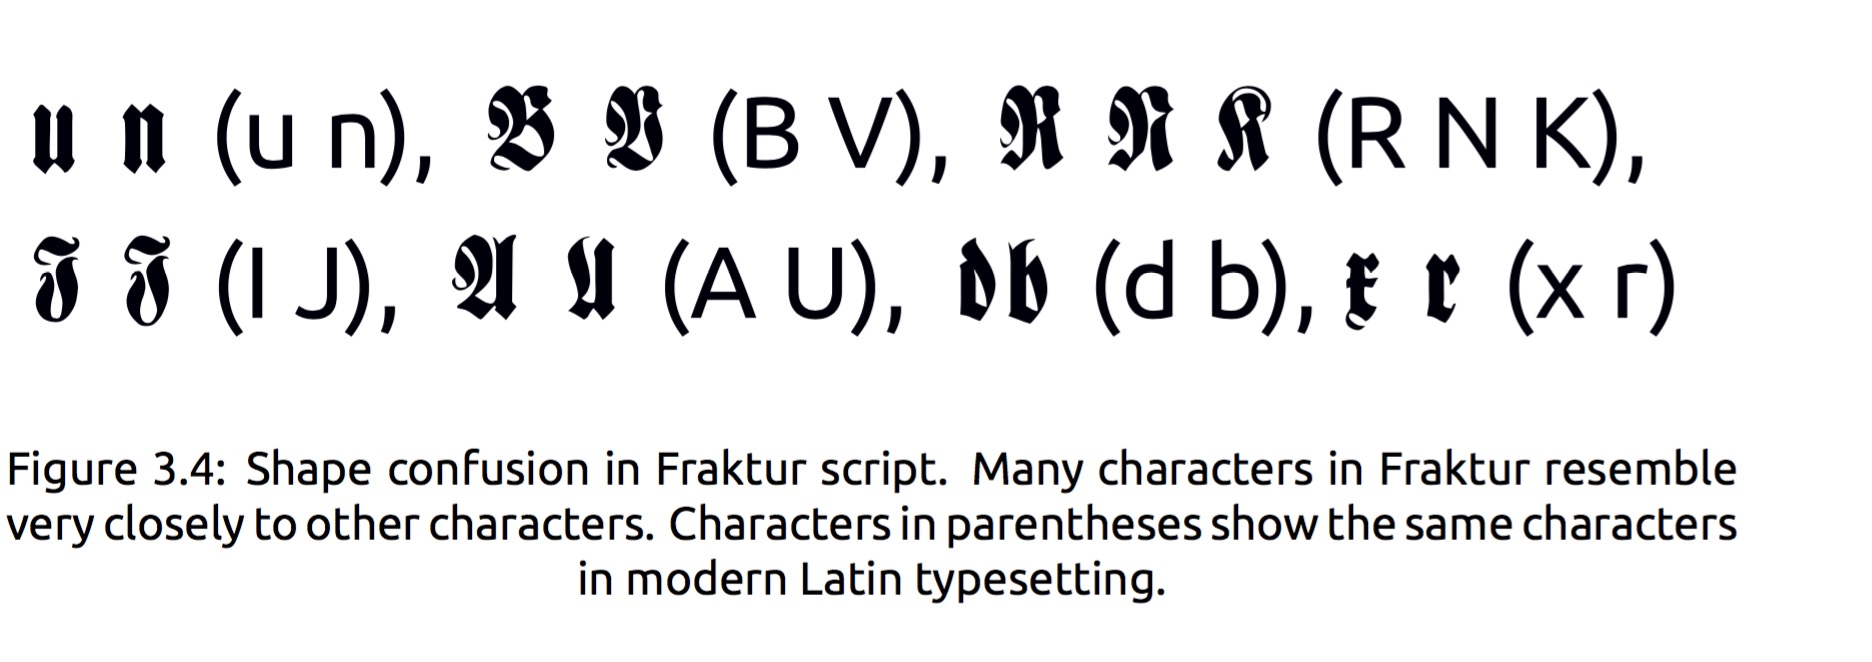 u n (u n), B V (B V), R N K (R N K),
I J (I J), A U (A U), d b (d b), x r (x r)
Figure 3.4: Shape confusion in Fraktur script. Many characters in Fraktur resemble
very closely to other characters. Characters in parentheses show the same characters
in modern Latin typesetting.